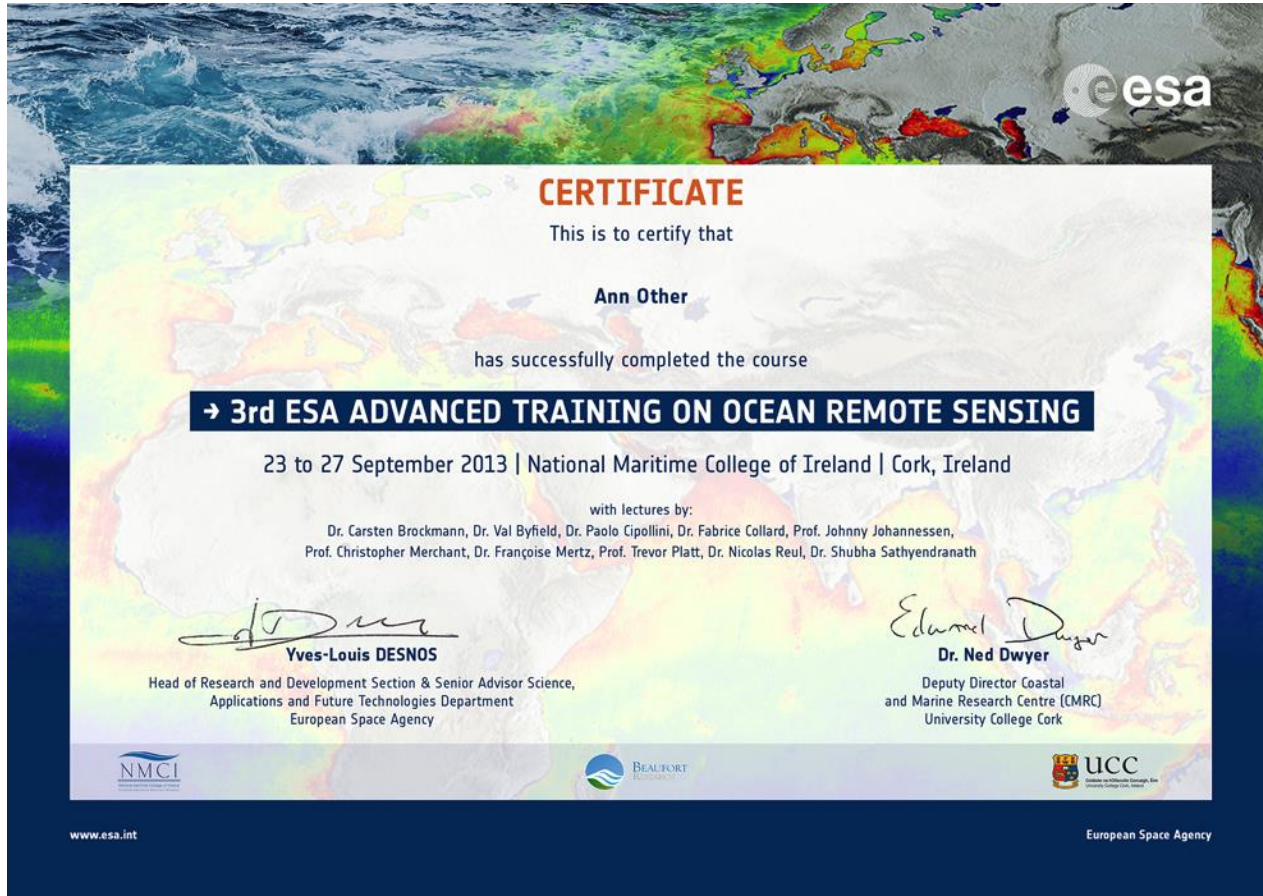 esa
CERTIFICATE
This is to certify that
Ann Other
has successfully completed the course
→ 3rd ESA ADVANCED TRAINING ON OCEAN REMOTE SENSING
23 to 27 September 2013 | National Maritime College of Ireland | Cork, Ireland
with lectures by:
Dr. Carsten Brockmann, Dr. Val Byfield, Dr. Paolo Cipollini, Dr. Fabrice Collard, Prof. Johnny Johannessen,
Prof. Christopher Merchant, Dr. Françoise Mertz, Prof. Trevor Platt, Dr. Nicolas Reul, Dr. Shubha Sathyendranath
Edward Dwyer
Yves-Louis DESNOS
Head of Research and Development Section & Senior Advisor Science,
Applications and Future Technologies Department
European Space Agency
Dr. Ned Dwyer
Deputy Director Coastal
and Marine Research Centre (CMRC)
University College Cork
NMCI
BEAUFORT
RESEARCH
UCC
University College Cork, Ireland
www.esa.int
European Space Agency